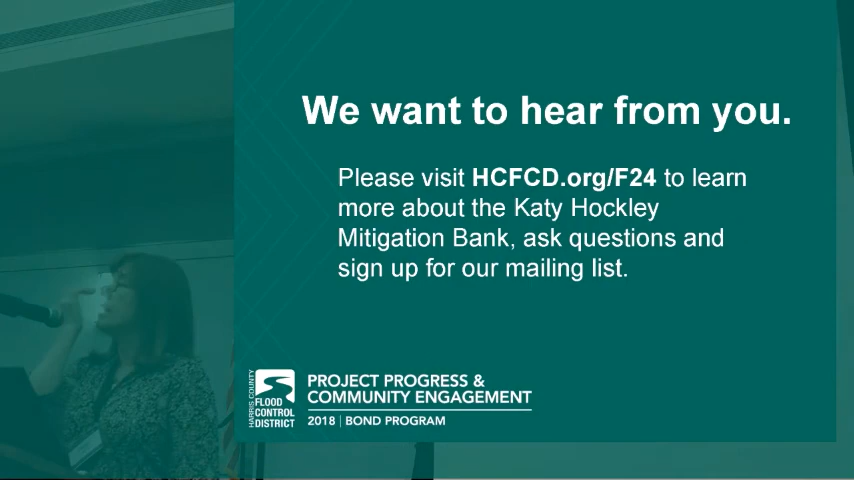 We want to hear from you.
Please visit HCFCD.org/F24 to learn
more about the Katy Hockley
Mitigation Bank, ask questions and
sign up for our mailing list.
HARRIS COUNTY
FLOOD
CONTROL
DISTRICT
PROJECT PROGRESS &
COMMUNITY ENGAGEMENT
2018 | BOND PROGRAM